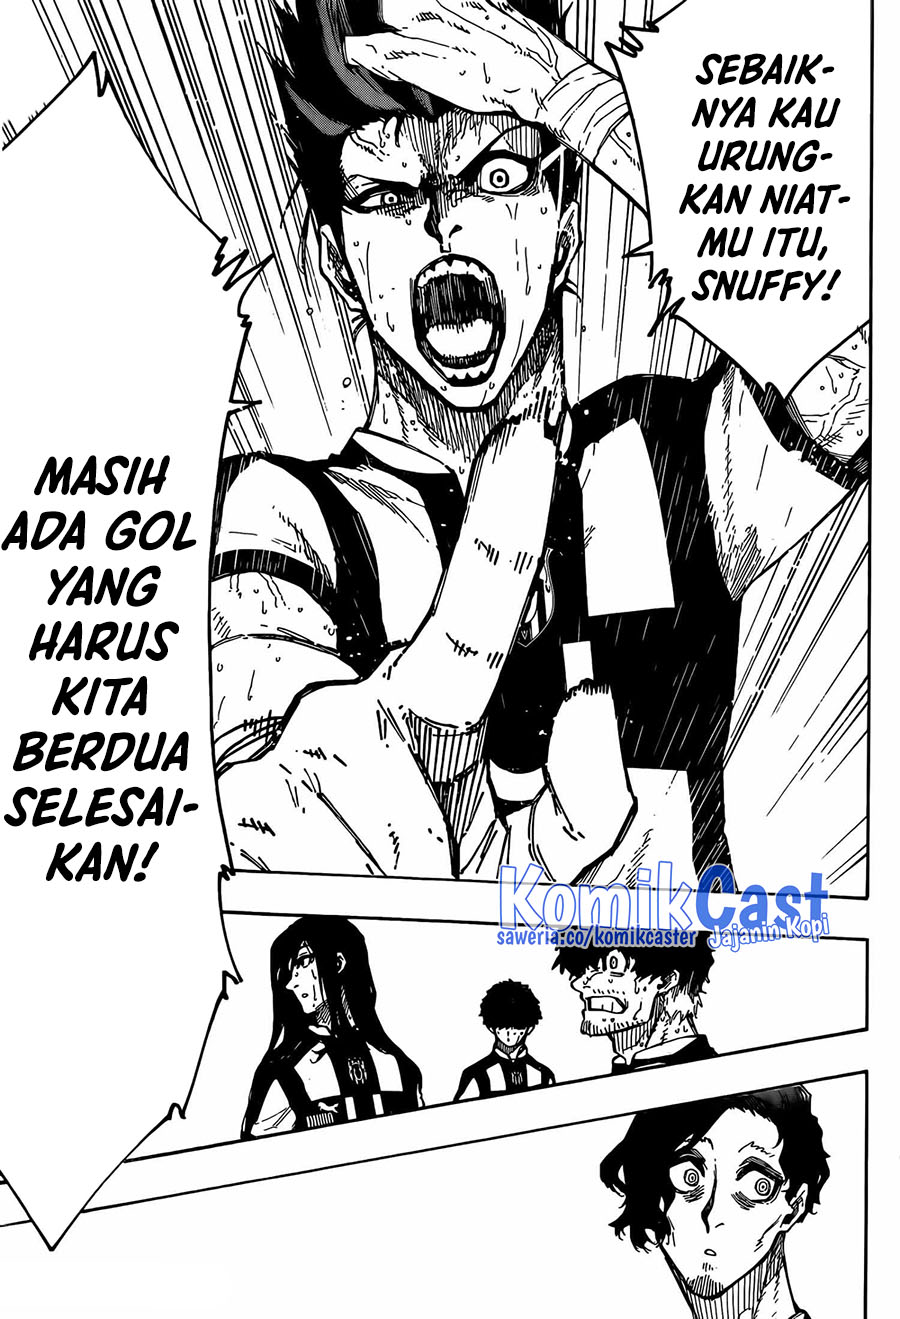 SEBAIK-
NYA KAU
URUNG-
KAN NIAT-
MU ITU,
SNUFFY!
MASIH
ADA GOL
YANG
HARUS
KITA
BERDUA
SELESAI-
KAN!
KomikCast
saweria.co/komikcaster Jajanin Kopi